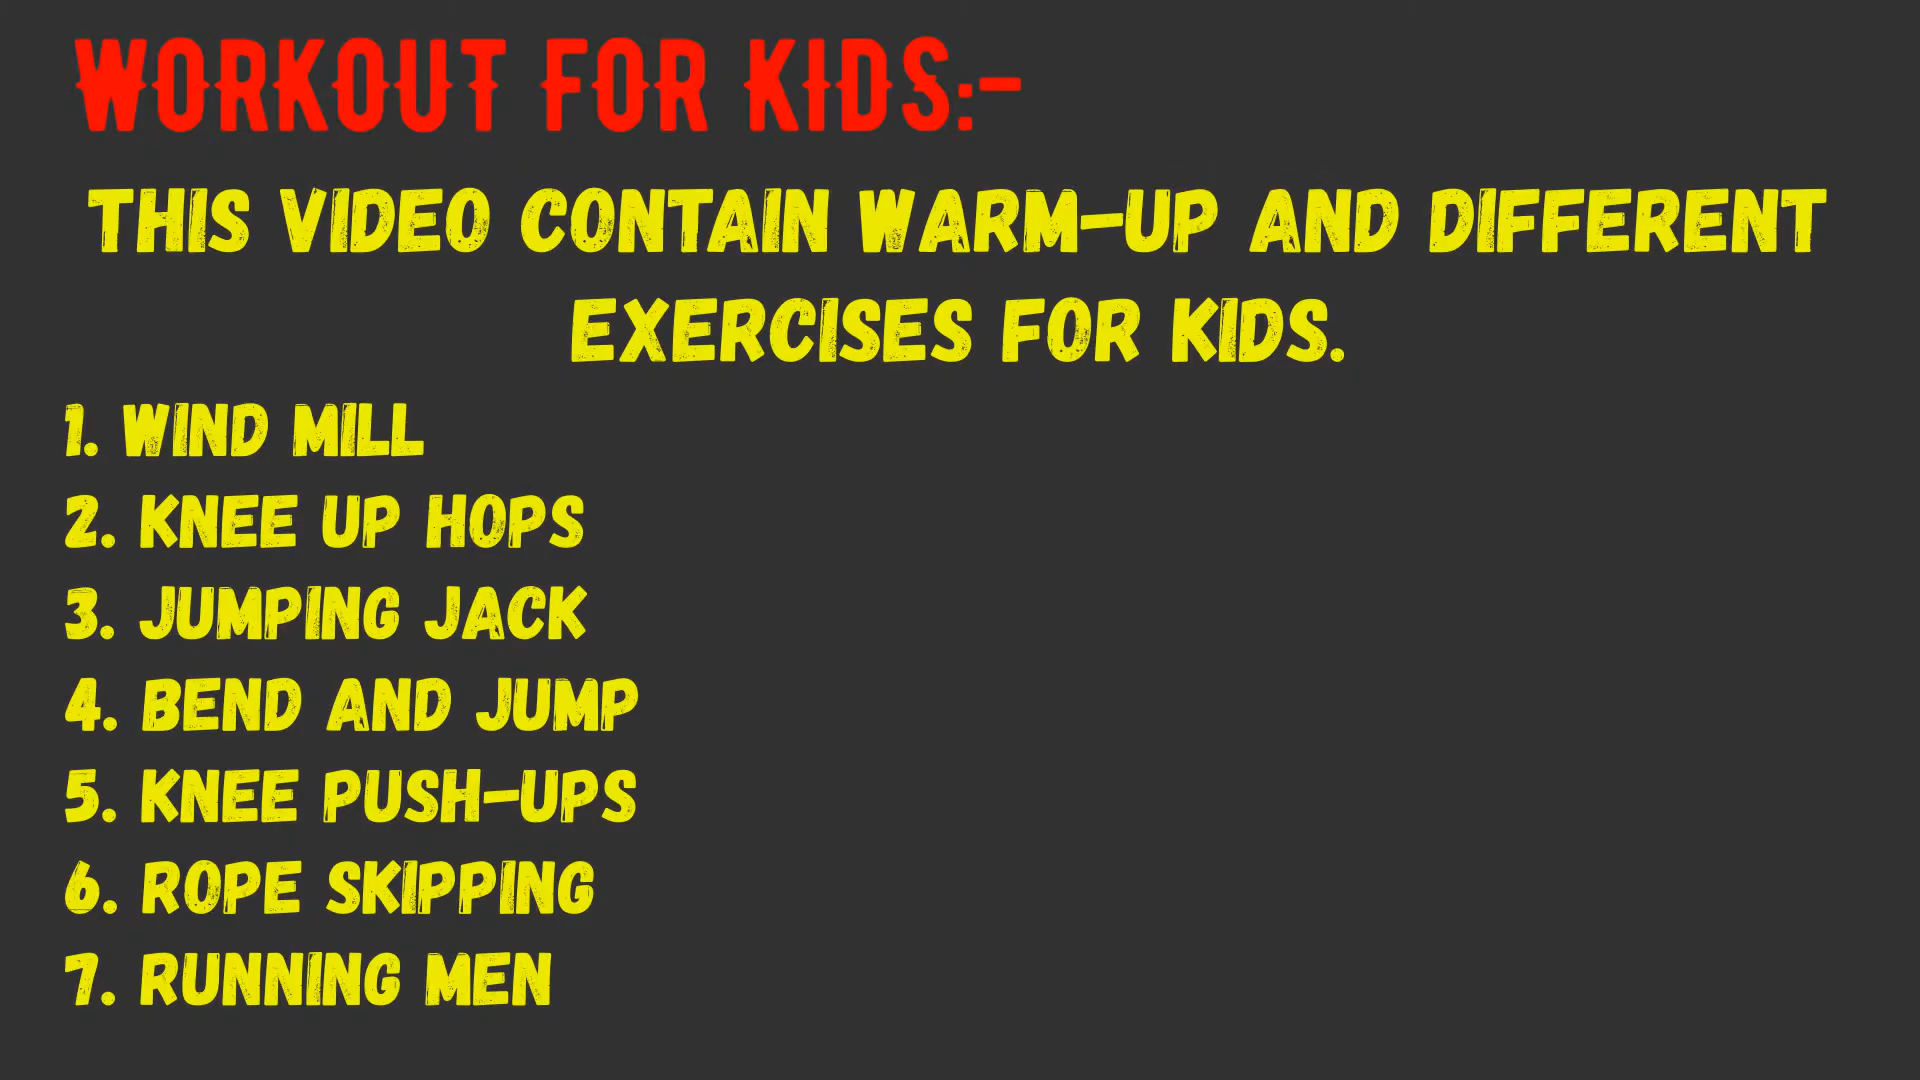 WORKOUT FOR KIDS:-
THIS VIDEO CONTAIN WARM-UP AND DIFFERENT
EXERCISES FOR KIDS.
1. WIND MILL
2. KNEE UP HOPS
3. JUMPING JACK
4. BEND AND JUMP
5. KNEE PUSH-UPS
6. ROPE SKIPPING
7. RUNNING MEN